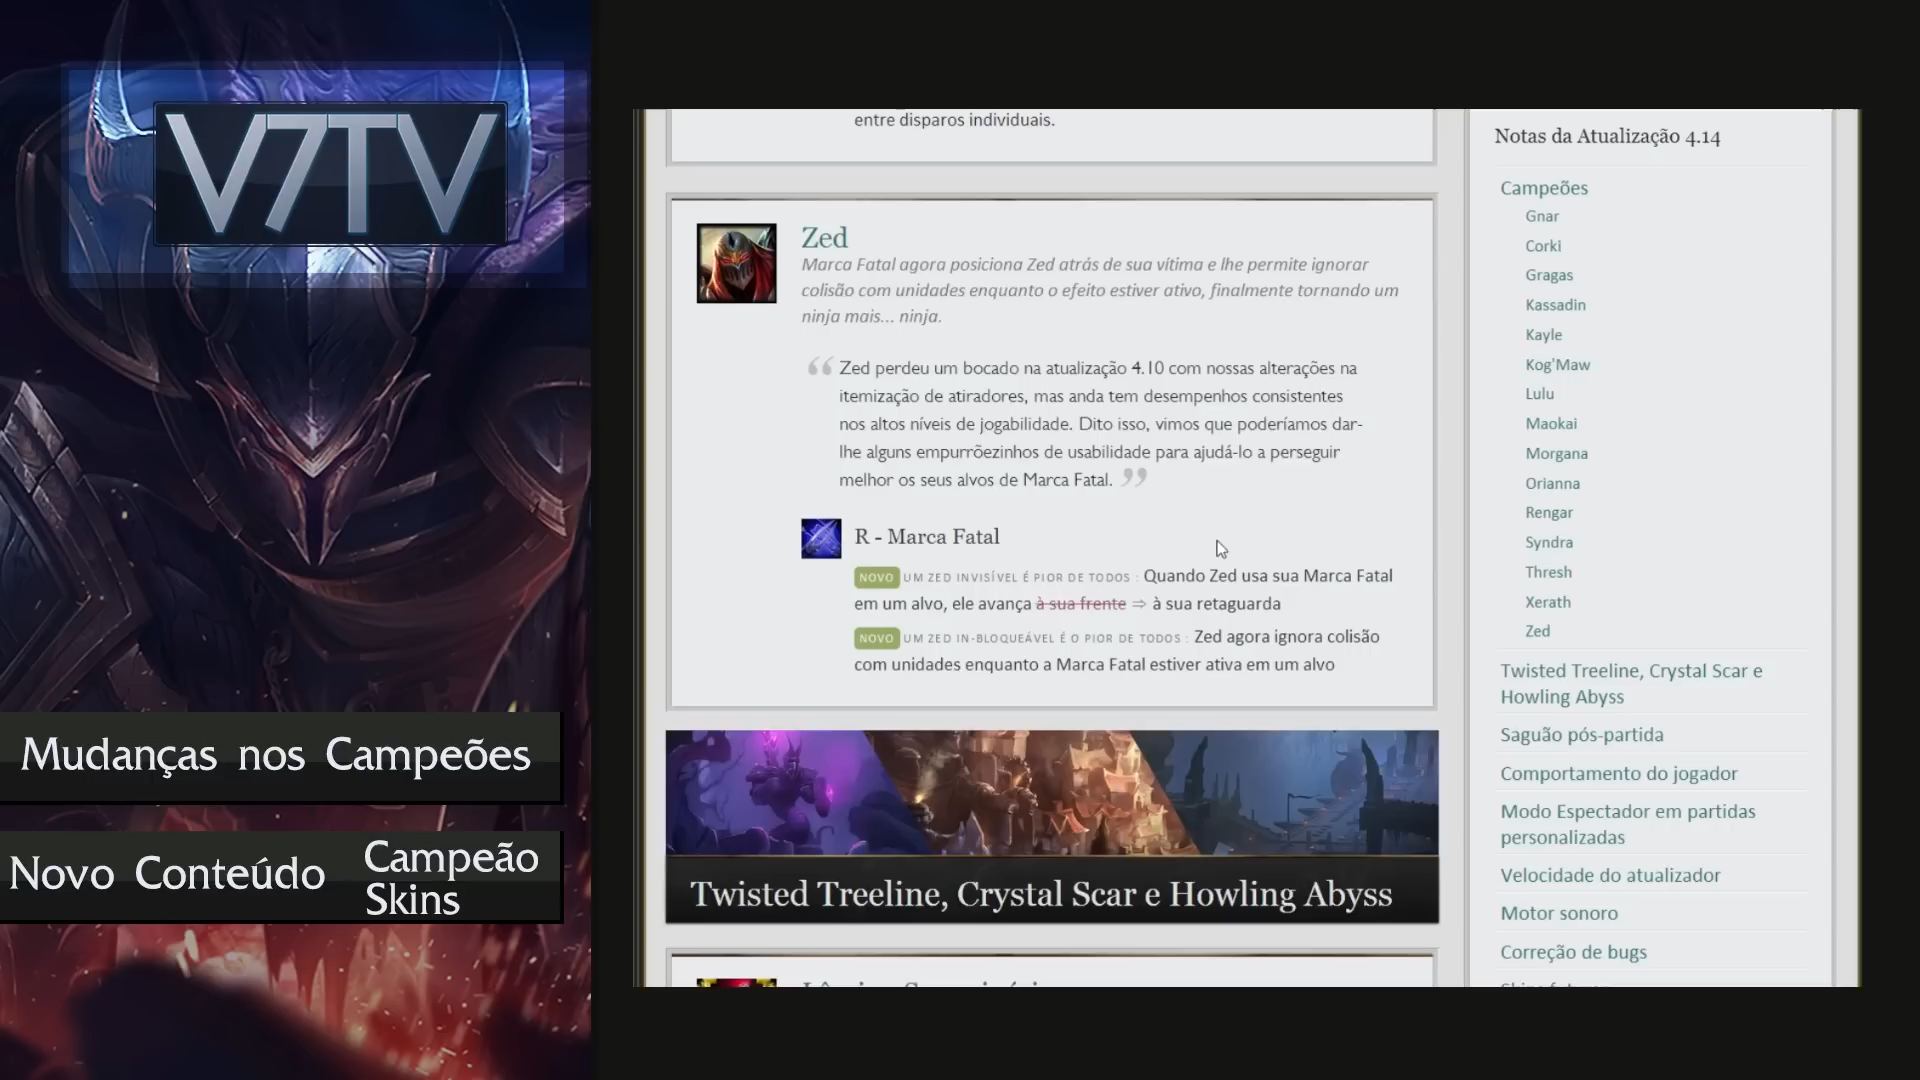 V7TV
Mudanças nos Campeões
Novo Conteúdo
Campeão
Skins
entre disparos individuais.
Zed
Marca Fatal agora posiciona Zed atrás de sua vítima e lhe permite ignorar
colisão com unidades enquanto o efeito estiver ativo, finalmente tornando um
ninja mais... ninja.
“ Zed perdeu um bocado na atualização 4.10 com nossas alterações na
itemização de atiradores, mas anda tem desempenhos consistentes
nos altos níveis de jogabilidade. Dito isso, vimos que poderíamos dar-
lhe alguns empurrõezinhos de usabilidade para ajudá-lo a perseguir
melhor os seus alvos de Marca Fatal. ”
R - Marca Fatal
NOVO UM ZED INVISÍVEL É PIOR DE TODOS : Quando Zed usa sua Marca Fatal
em um alvo, ele avança à sua frente ⇒ à sua retaguarda
NOVO UM ZED IN-BLOQUEÁVEL É O PIOR DE TODOS : Zed agora ignora colisão
com unidades enquanto a Marca Fatal estiver ativa em um alvo
Twisted Treeline, Crystal Scar e Howling Abyss
Notas da Atualização 4.14
Campeões
Gnar
Corki
Gragas
Kassadin
Kayle
Kog'Maw
Lulu
Maokai
Morgana
Orianna
Rengar
Syndra
Thresh
Xerath
Zed
Twisted Treeline, Crystal Scar e
Howling Abyss
Saguão pós-partida
Comportamento do jogador
Modo Espectador em partidas
personalizadas
Velocidade do atualizador
Motor sonoro
Correção de bugs